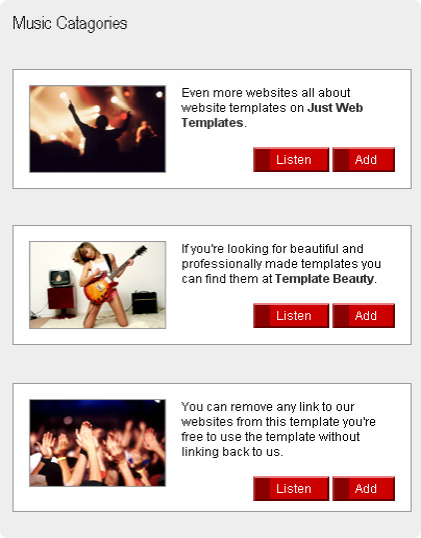 Music Catagories
Even more websites all about
website templates on Just Web
Templates.
Listen
Add
If you're looking for beautiful and
professionally made templates you
can find them at Template Beauty.
Listen
Add
You can remove any link to our
websites from this template you're
free to use the template without
linking back to us.
Listen
Add